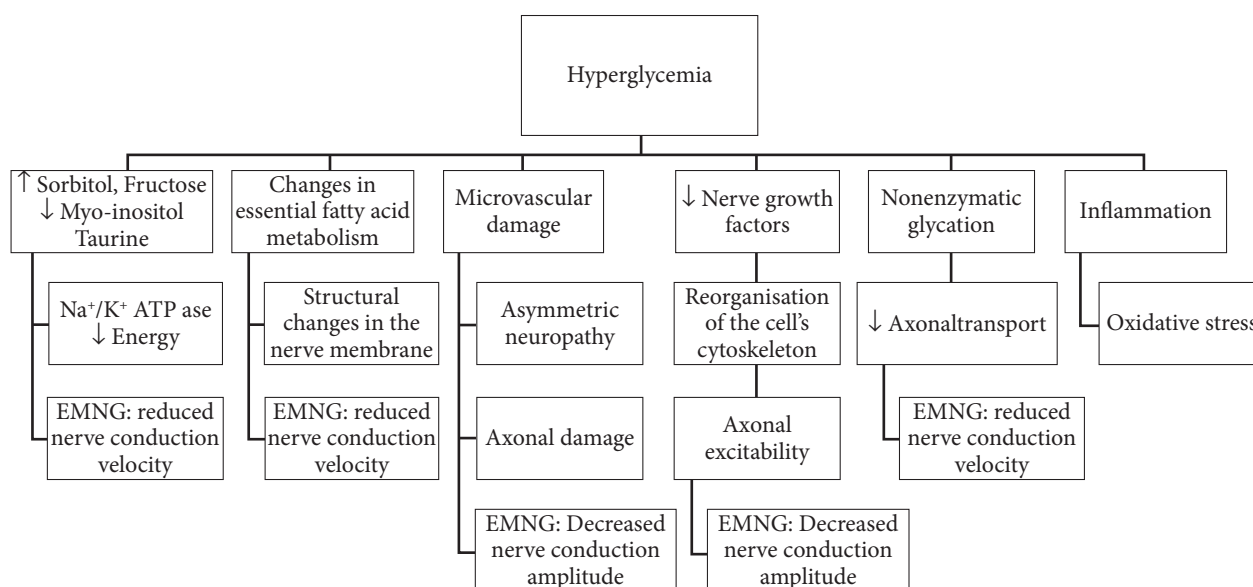 Hyperglycemia
↑ Sorbitol, Fructose
↓ Myo-inositol
Taurine
Changes in
essential fatty acid
metabolism
Microvascular
damage
↓ Nerve growth
factors
Nonenzymatic
glycation
Inflammation
Na⁺/K⁺ ATP ase
↓ Energy
Structural
changes in the
nerve membrane
Asymmetric
neuropathy
Reorganisation
of the cell's
cytoskeleton
↓ Axonaltransport
Oxidative stress
EMNG: reduced
nerve conduction
velocity
EMNG: reduced
nerve conduction
velocity
Axonal damage
Axonal
excitability
EMNG: reduced
nerve conduction
velocity
EMNG: Decreased
nerve conduction
amplitude
EMNG: Decreased
nerve conduction
amplitude